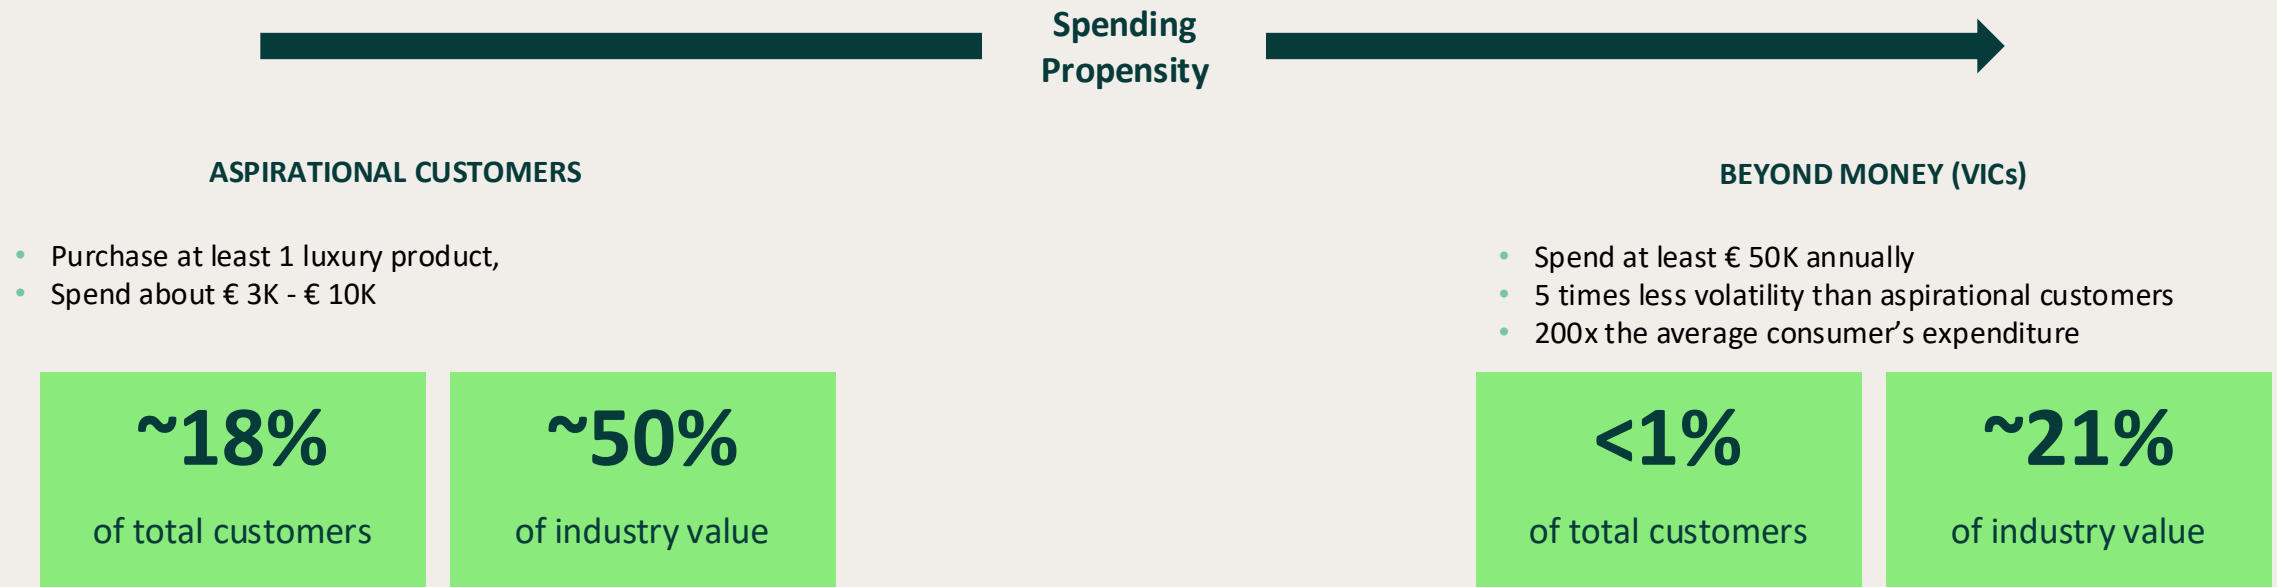 Spending
Propensity
ASPIRATIONAL CUSTOMERS
• Purchase at least 1 luxury product,
• Spend about € 3K - € 10K
~18%
of total customers
~50%
of industry value
BEYOND MONEY (VICs)
• Spend at least € 50K annually
• 5 times less volatility than aspirational customers
• 200x the average consumer’s expenditure
<1%
of total customers
~21%
of industry value